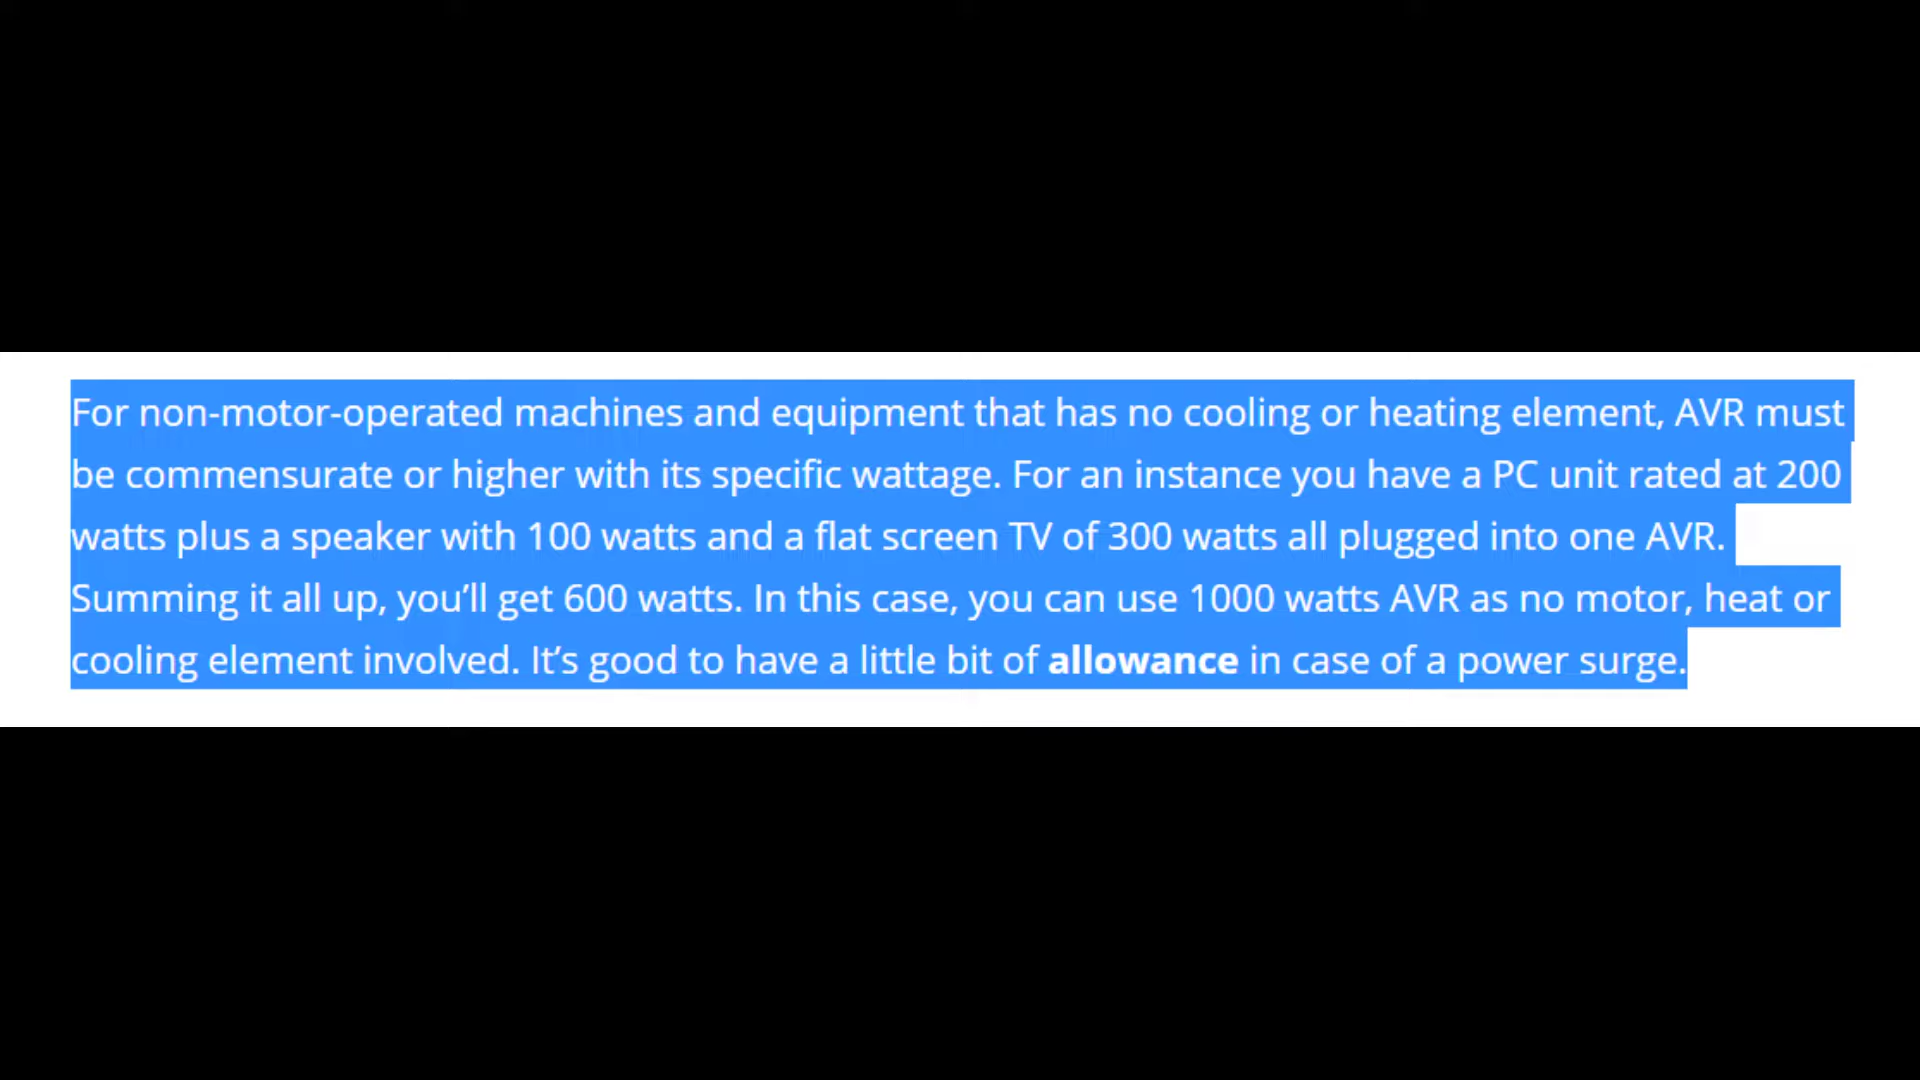 For non-motor-operated machines and equipment that has no cooling or heating element, AVR must
be commensurate or higher with its specific wattage. For an instance you have a PC unit rated at 200
watts plus a speaker with 100 watts and a flat screen TV of 300 watts all plugged into one AVR.
Summing it all up, you’ll get 600 watts. In this case, you can use 1000 watts AVR as no motor, heat or
cooling element involved. It’s good to have a little bit of allowance in case of a power surge.